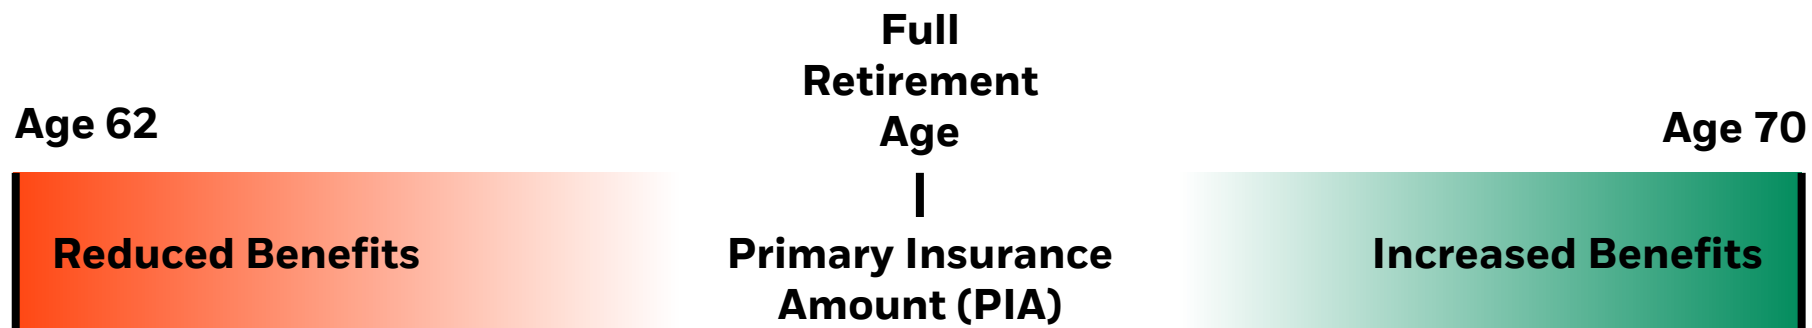 Full
Retirement
Age
Age 62
Age 70
Reduced Benefits
Primary Insurance
Amount (PIA)
Increased Benefits